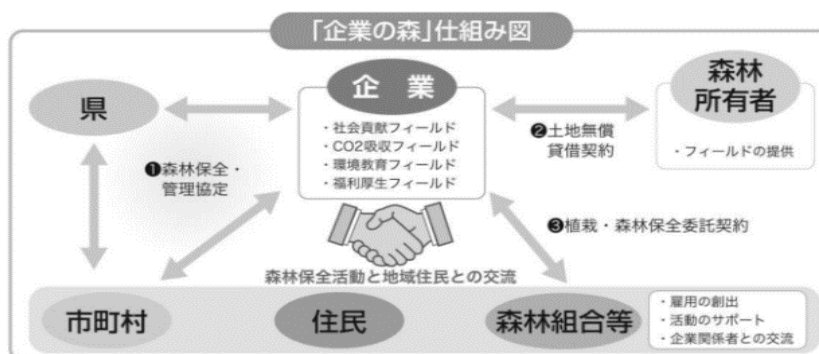 「企業の森」仕組み図
県
企 業
・社会貢献フィールド
・CO2吸収フィールド
・環境教育フィールド
・福利厚生フィールド
森林
所有者
・フィールドの提供
❶森林保全・
管理協定
❷土地無償
貸借契約
❸植栽・森林保全委託契約
森林保全活動と地域住民との交流
市町村
住民
森林組合等
・雇用の創出
・活動のサポート
・企業関係者との交流